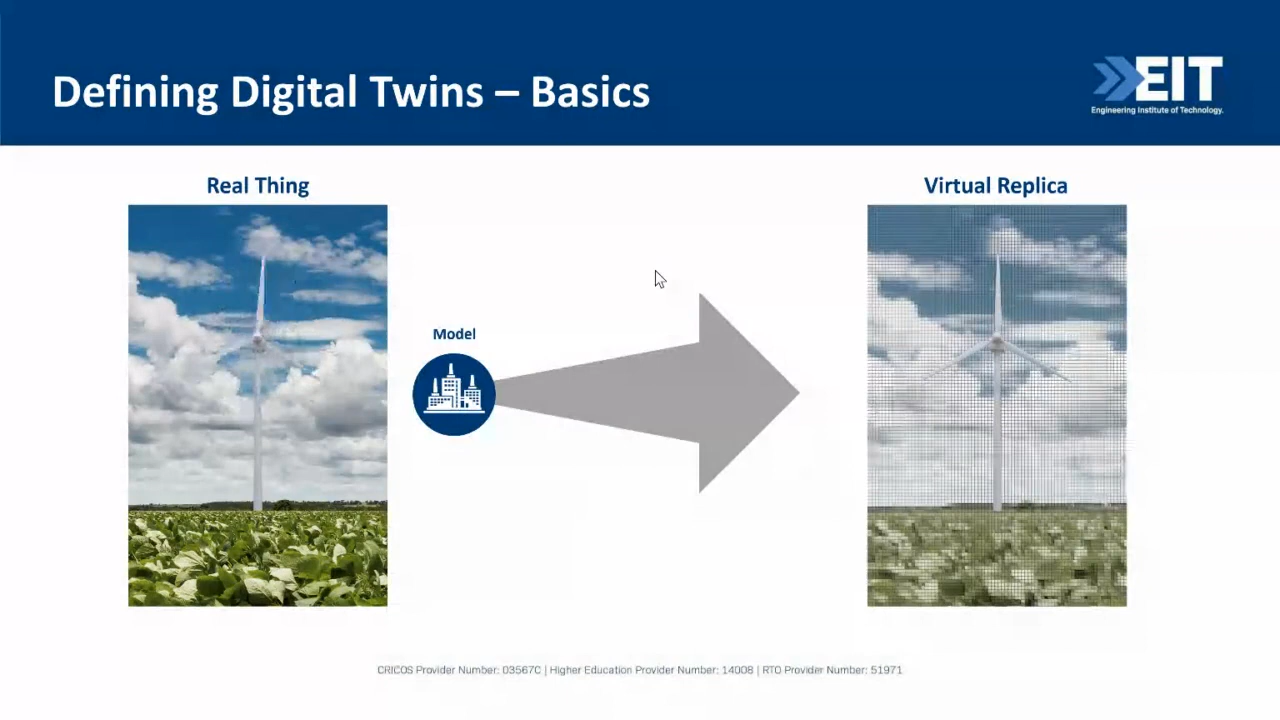 Defining Digital Twins – Basics
EIT
Engineering Institute of Technology.
Real Thing
Virtual Replica
Model
CRICOS Provider Number: 03567C | Higher Education Provider Number: 14008 | RTO Provider Number: 51971